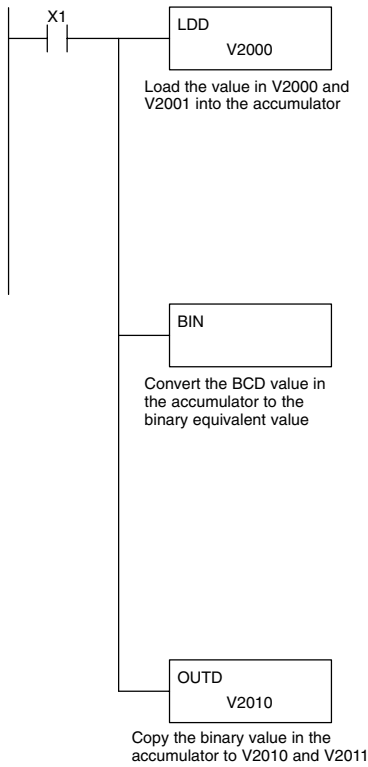 X1
LDD
V2000
Load the value in V2000 and
V2001 into the accumulator
BIN
Convert the BCD value in
the accumulator to the
binary equivalent value
OUTD
V2010
Copy the binary value in the
accumulator to V2010 and V2011